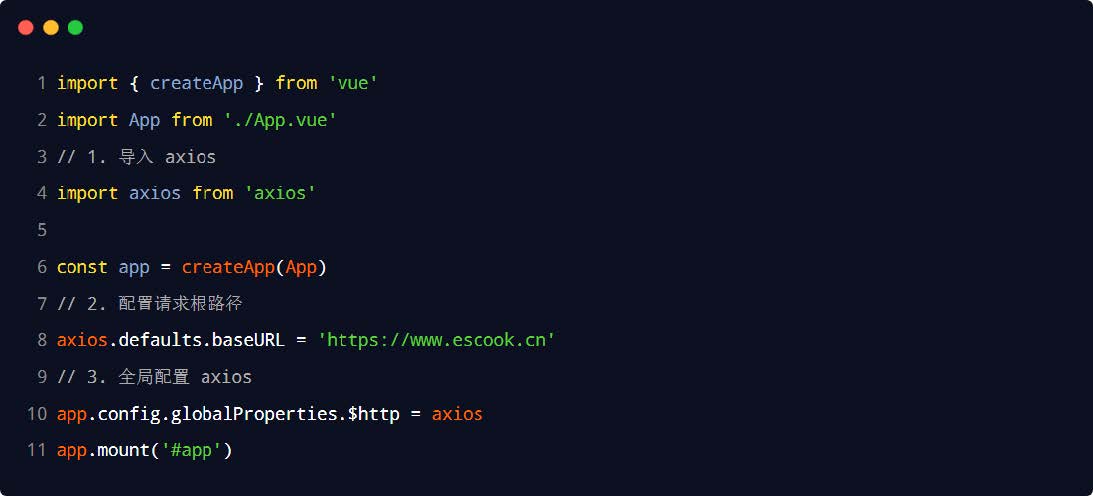 1 import { createApp } from 'vue'
2 import App from './App.vue'
3 // 1. 导入 axios
4 import axios from 'axios'
5
6 const app = createApp(App)
7 // 2. 配置请求根路径
8 axios.defaults.baseURL = 'https://www.escook.cn'
9 // 3. 全局配置 axios
10 app.config.globalProperties.$http = axios
11 app.mount('#app')